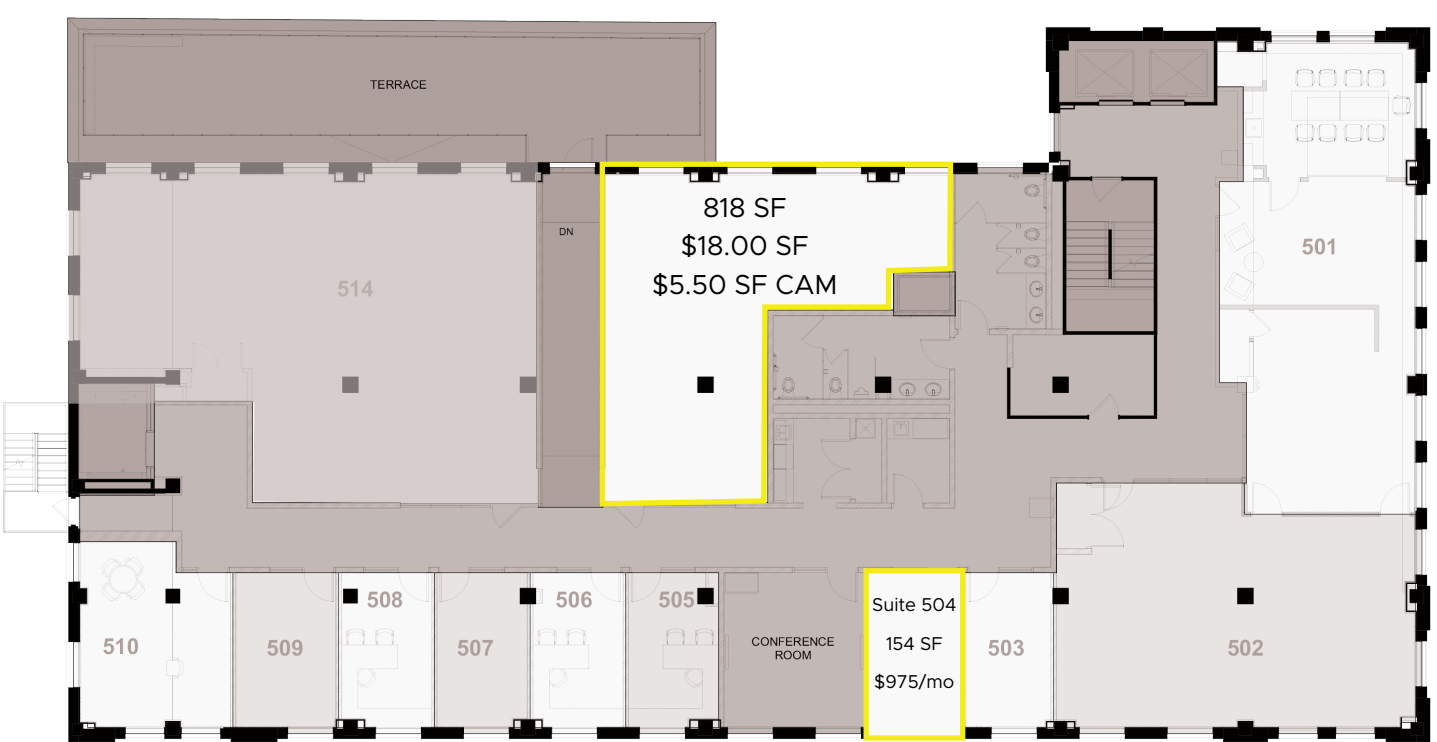 TERRACE
818 SF
$18.00 SF
$5.50 SF CAM
DN
501
514
510
509
508
507
506
505
CONFERENCE
ROOM
Suite 504
154 SF
$975/mo
503
502